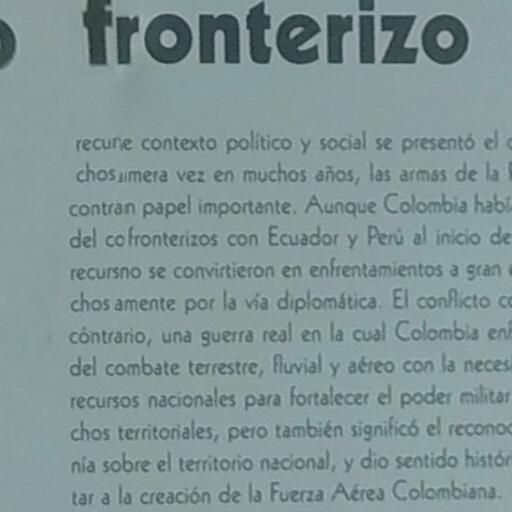 o fronterizo
recurie contexto político y social se presentó el
chosimera vez en muchos años, las armas de la
contran papel importante. Aunque Colombia habí
del cofronterizos con Ecuador y Perú al inicio de
recursno se convirtieron en enfrentamientos a gran
chos amente por la vía diplomática. El conflicto co
cóntrario, una guerra real en la cual Colombia enf
del combate terrestre, fluvial y aéreo con la neces
recursos nacionales para fortalecer el poder militar
chos territoriales, pero también significó el reconoc
nía sobre el territorio nacional, y dio sentido histór
tar a la creación de la Fuerza Aérea Colombiana.